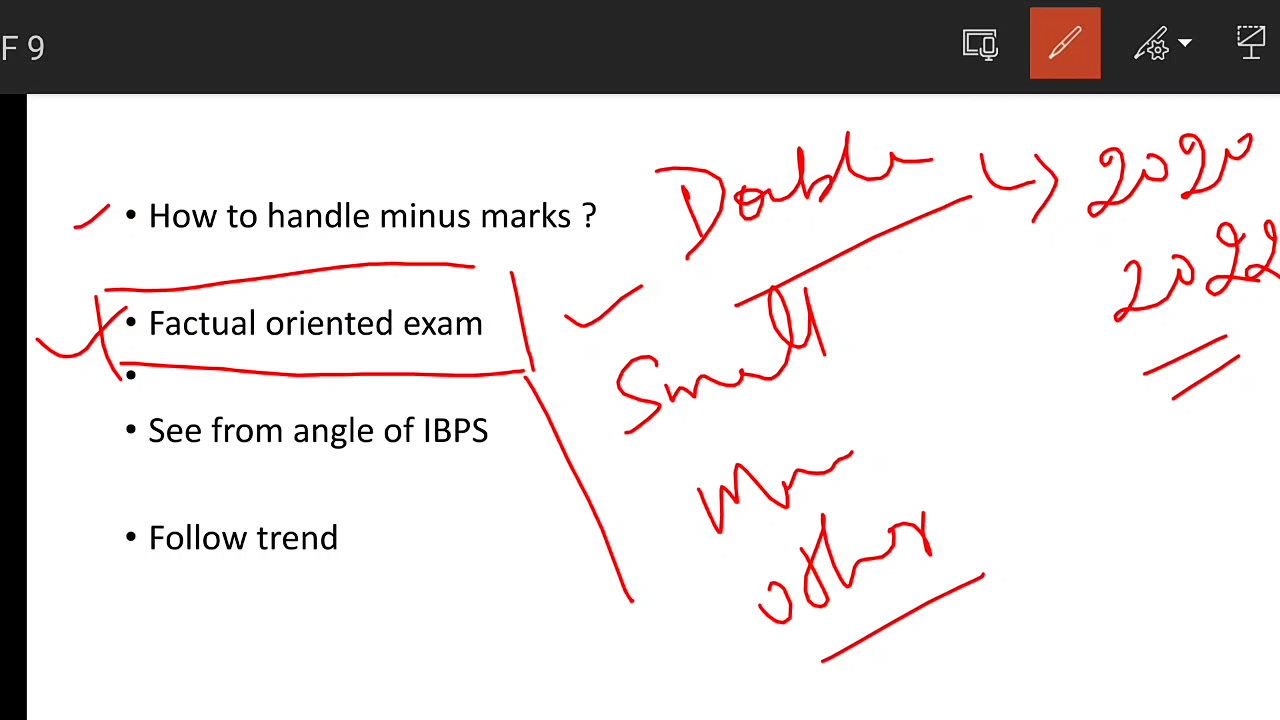 F 9
• How to handle minus marks ?
• Factual oriented exam
•
• See from angle of IBPS
• Follow trend
Double → 2020
2022
Small
other